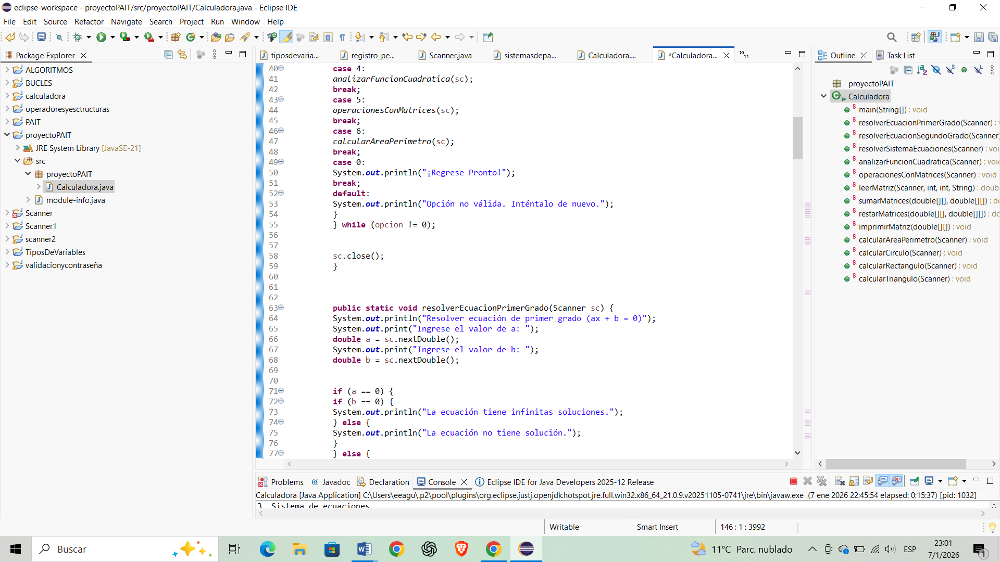 eclipse-workspace - proyectoPAIT/src/proyectoPAIT/Calculadora.java - Eclipse IDE
File Edit Source Refactor Navigate Search Project Run Window Help
Package Explorer
ALGORITMOS
BUCLES
calculadora
operadoresyesctructuras
PAIT
proyectoPAIT
JRE System Library [JavaSE-21]
src
proyectoPAIT
Calculadora.java
module-info.java
Scanner
Scanner1
scanner2
TiposDeVariables
validacionycontraseña
tiposdevaria... registro_pe... Scanner.java sistemasdepa... Calculadora.... *Calculadora... »11
40 case 4:
41 analizarFuncionCuadratica(sc);
42 break;
43 case 5:
44 operacionesConMatrices(sc);
45 break;
46 case 6:
47 calcularAreaPerimetro(sc);
48 break;
49 case 0:
50 System.out.println("¡Regrese Pronto!");
51 break;
52 default:
53 System.out.println("Opción no válida. Inténtalo de nuevo.");
54 }
55 } while (opcion != 0);
56
57
58 sc.close();
59 }
60
61
62
63 public static void resolverEcuacionPrimerGrado(Scanner sc) {
64 System.out.println("Resolver ecuación de primer grado (ax + b = 0)");
65 System.out.print("Ingrese el valor de a: ");
66 double a = sc.nextDouble();
67 System.out.print("Ingrese el valor de b: ");
68 double b = sc.nextDouble();
69
70
71 if (a == 0) {
72 if (b == 0) {
73 System.out.println("La ecuación tiene infinitas soluciones.");
74 } else {
75 System.out.println("La ecuación no tiene solución.");
76 }
77 } else {
Outline Task List
proyectoPAIT
Calculadora
main(String[]) : void
resolverEcuacionPrimerGrado(Scanner) :
resolverEcuacionSegundoGrado(Scanner
resolverSistemaEcuaciones(Scanner) : voi
analizarFuncionCuadratica(Scanner) : voi
operacionesConMatrices(Scanner) : void
leerMatriz(Scanner, int, int, String) : doub
sumarMatrices(double[][], double[][]) : do
restarMatrices(double[][], double[][]) : do
imprimirMatriz(double[][]) : void
calcularAreaPerimetro(Scanner) : void
calcularCirculo(Scanner) : void
calcularRectangulo(Scanner) : void
calcularTriangulo(Scanner) : void
Problems Javadoc Declaration Console Eclipse IDE for Java Developers 2025-12 Release
Calculadora [Java Application] C:\Users\eeagu\.p2\pool\plugins\org.eclipse.justj.openjdk.hotspot.jre.full.win32.x86_64_21.0.9.v20251105-0741\jre\bin\javaw.exe (7 ene 2026 22:45:54 elapsed: 0:15:37) [pid: 1032]
3. Sistema de ecuaciones
Writable Smart Insert 146 : 1 : 3992
Buscar 11°C Parc. nublado ESP 23:01
7/1/2026
1